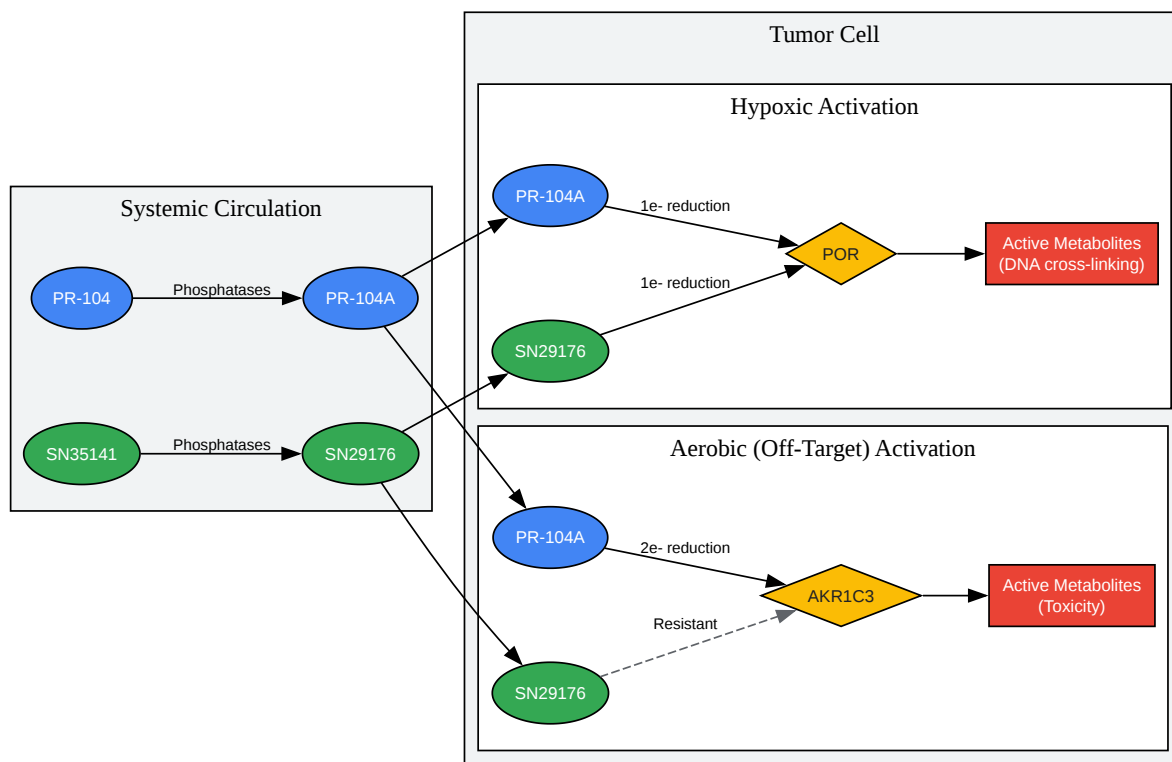 Tumor Cell
Hypoxic Activation
PR-104A
1e- reduction
POR
Active Metabolites
(DNA cross-linking)
1e- reduction
SN29176
Systemic Circulation
PR-104
Phosphatases
PR-104A
SN35141
Phosphatases
SN29176
Aerobic (Off-Target) Activation
PR-104A
2e- reduction
AKR1C3
Active Metabolites
(Toxicity)
Resistant
SN29176